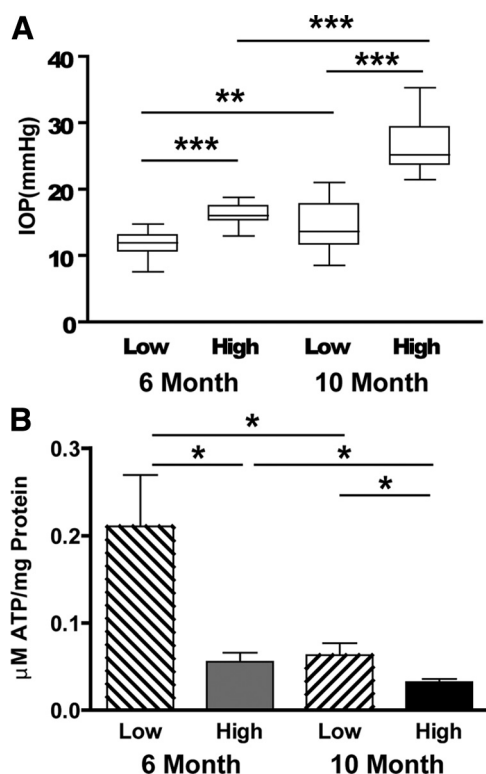 A
***
***
**
***
40
30
20
10
0
IOP(mmHg)
Low High Low High
6 Month 10 Month
B
*
* *
*
0.3
0.2
0.1
0.0
µM ATP/mg Protein
Low High Low High
6 Month 10 Month